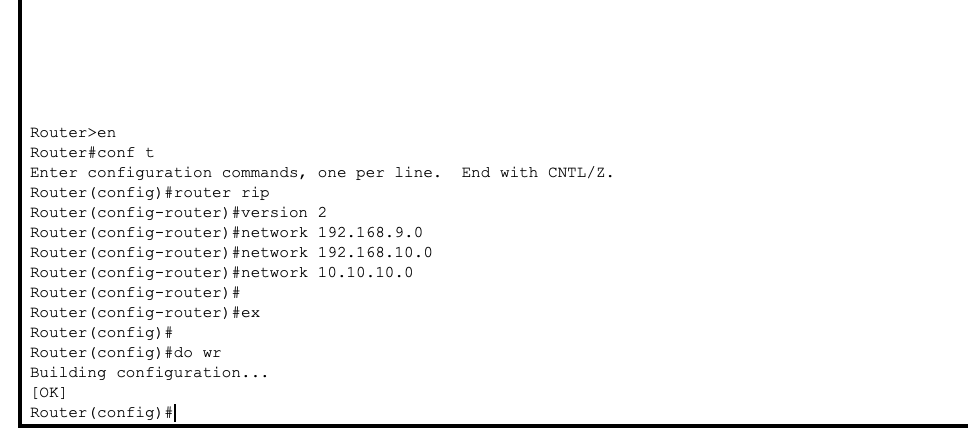 Router>en
Router#conf t
Enter configuration commands, one per line.  End with CNTL/Z.
Router(config)#router rip
Router(config-router)#version 2
Router(config-router)#network 192.168.9.0
Router(config-router)#network 192.168.10.0
Router(config-router)#network 10.10.10.0
Router(config-router)#
Router(config-router)#ex
Router(config)#
Router(config)#do wr
Building configuration...
[OK]
Router(config)#